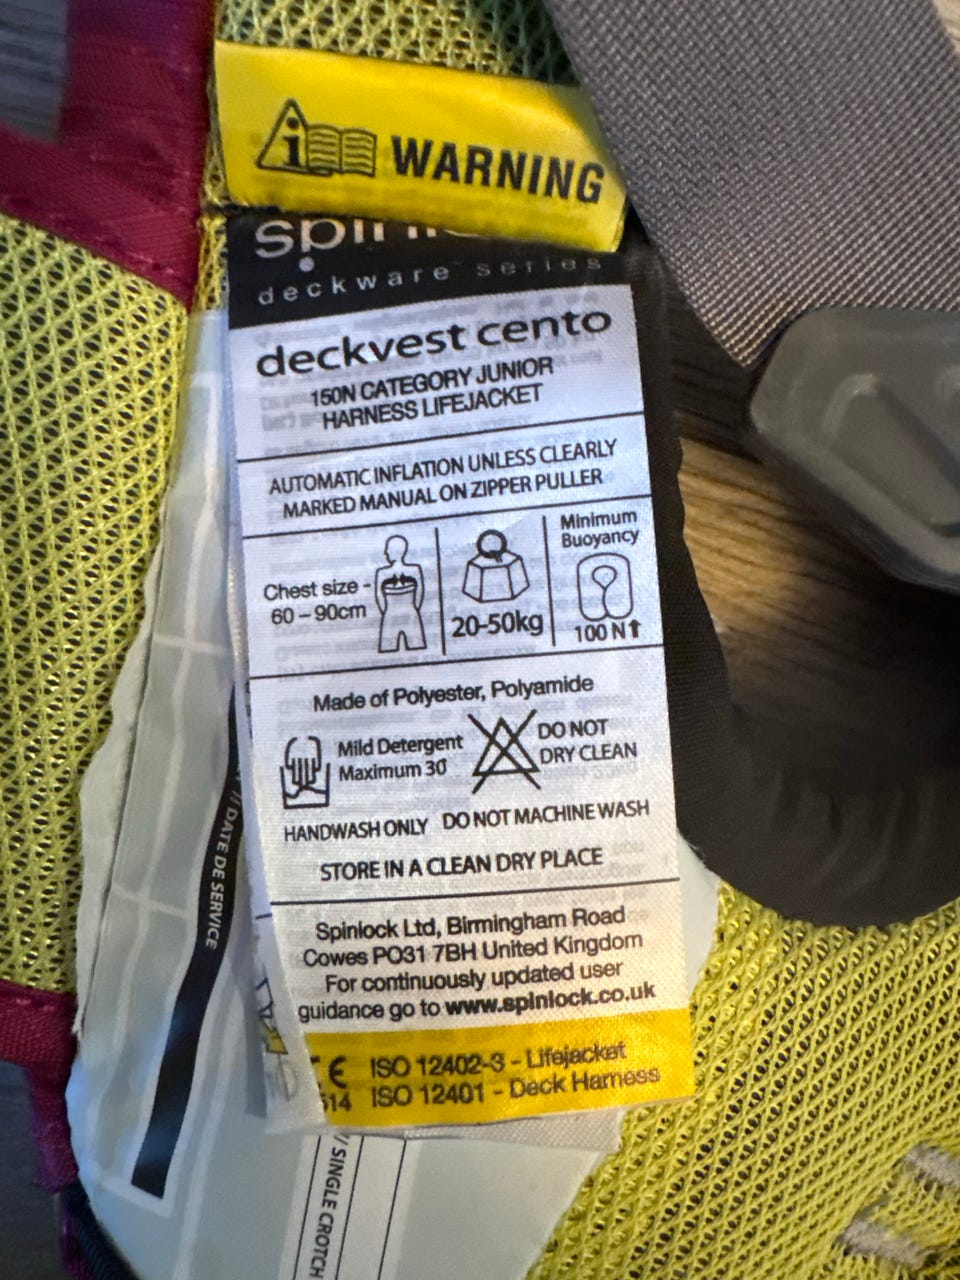 WARNING
deckware series
deckvest cento
150N CATEGORY JUNIOR
HARNESS LIFEJACKET
AUTOMATIC INFLATION UNLESS CLEARLY
MARKED MANUAL ON ZIPPER PULLER
Chest size -
60 – 90cm
20-50kg
Minimum
Buoyancy
100 N↑
Made of Polyester, Polyamide
Mild Detergent
Maximum 30
DO NOT
DRY CLEAN
HANDWASH ONLY DO NOT MACHINE WASH
STORE IN A CLEAN DRY PLACE
Spinlock Ltd, Birmingham Road
Cowes PO31 7BH United Kingdom
For continuously updated user
guidance go to www.spinlock.co.uk
CE ISO 12402-3 - Lifejacket
ISO 12401 - Deck Harness
/ DATE DE SERVICE
/ SINGLE CROTCH